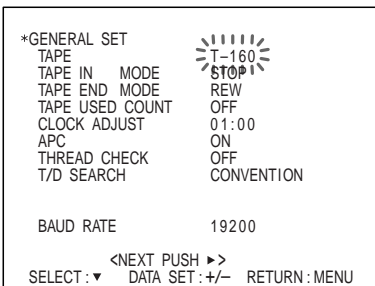 *GENERAL SET
TAPE T-160
TAPE IN MODE STOP
TAPE END MODE REW
TAPE USED COUNT OFF
CLOCK ADJUST 01:00
APC ON
THREAD CHECK OFF
T/D SEARCH CONVENTION
BAUD RATE 19200
<NEXT PUSH ►>
SELECT:▼ DATA SET:+/– RETURN:MENU